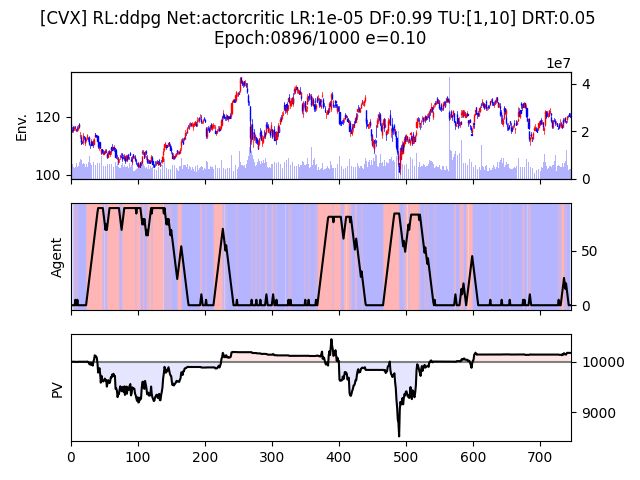 [CVX] RL:ddpg Net:actorcritic LR:1e-05 DF:0.99 TU:[1,10] DRT:0.05
Epoch:0896/1000 e=0.10
1e7
Env.
120
100
4
2
0
Agent
50
0
PV
10000
9000
0 100 200 300 400 500 600 700